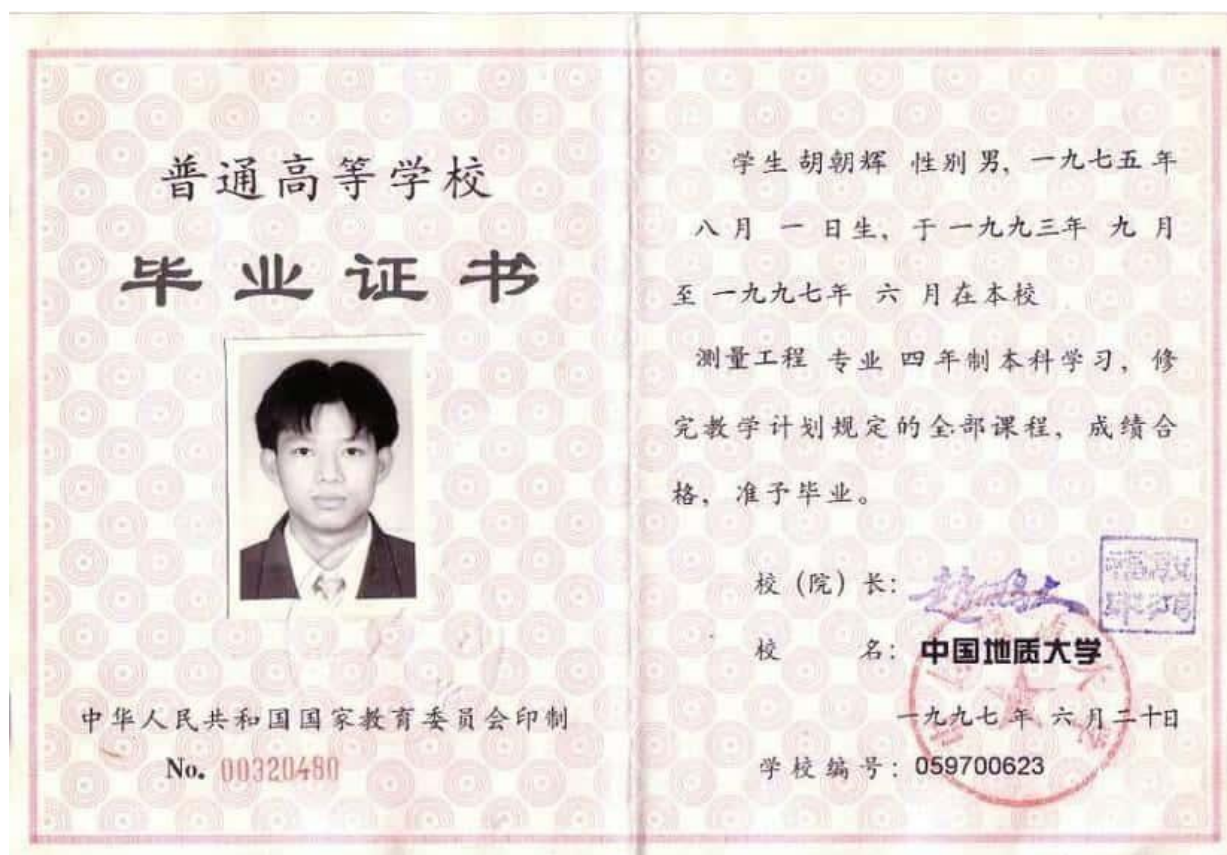 普通高等学校
毕业证书
中华人民共和国国家教育委员会印制
No. 00320480
学生 胡朝辉 性别 男, 一九七五年
八月 一 日生, 于 一九九三年 九 月
至 一九九七年 六 月在本校
测量工程 专业 四年制本科学习, 修
完教学计划规定的全部课程, 成绩合
格, 准予毕业。
校(院)长: 赵鹏大
校 名: 中国地质大学
一九九七 年 六 月二十日
学校编号: 059700623